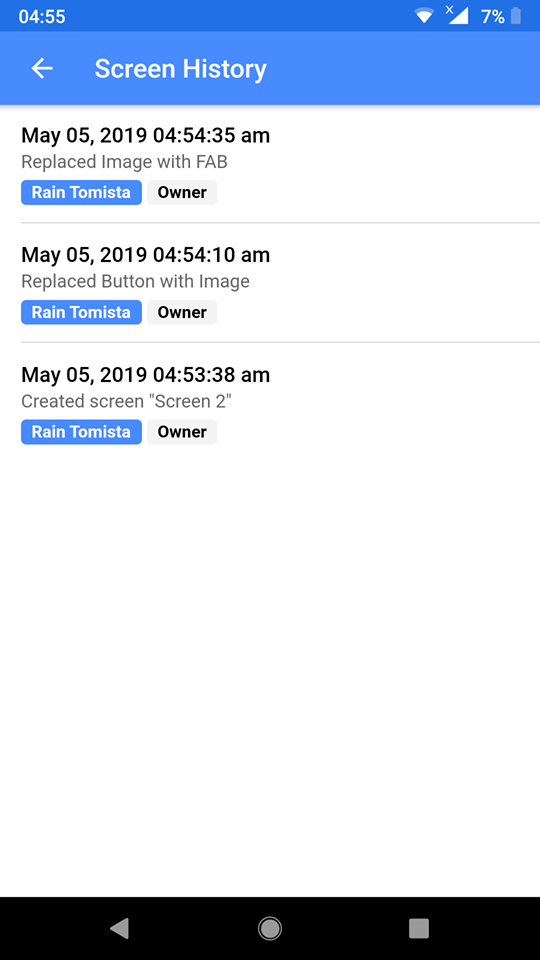 04:55
7%
Screen History
May 05, 2019 04:54:35 am
Replaced Image with FAB
Rain Tomista Owner
May 05, 2019 04:54:10 am
Replaced Button with Image
Rain Tomista Owner
May 05, 2019 04:53:38 am
Created screen "Screen 2"
Rain Tomista Owner